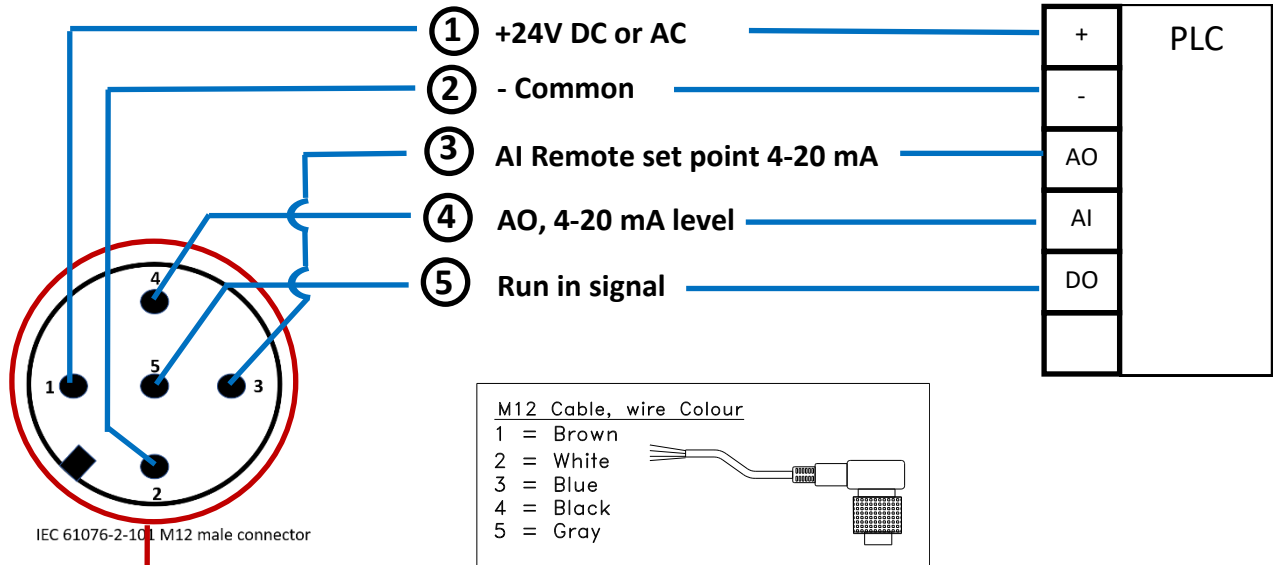 1 +24V DC or AC + PLC
2 - Common -
3 AI Remote set point 4-20 mA AO
4 AO, 4-20 mA level AI
5 Run in signal DO
4
5
1 3
2
IEC 61076-2-101 M12 male connector
M12 Cable, wire Colour
1 = Brown
2 = White
3 = Blue
4 = Black
5 = Gray